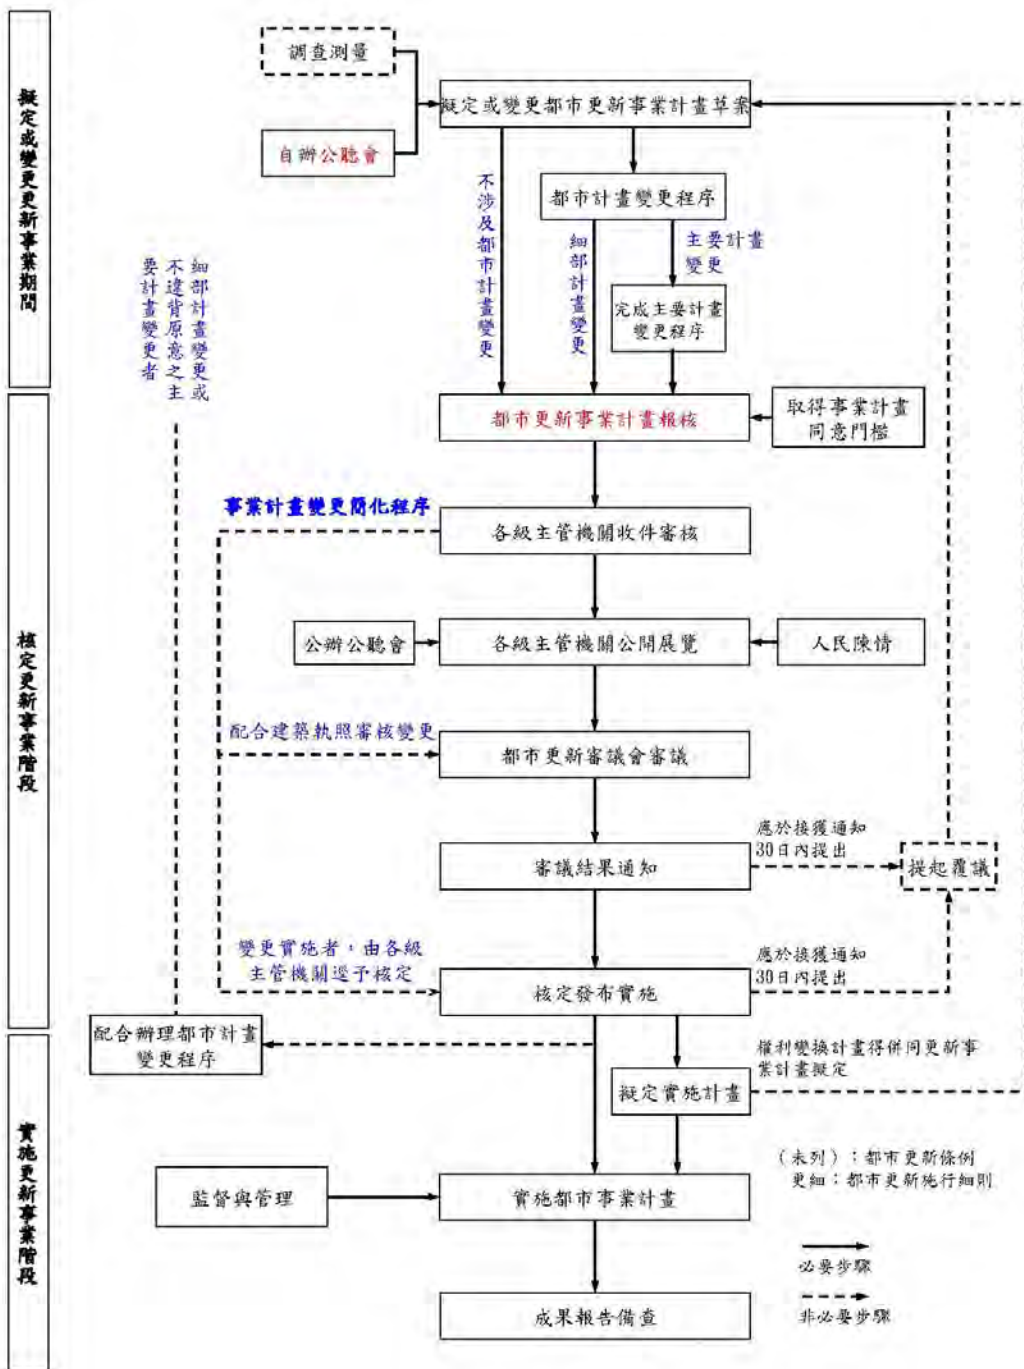 擬定或變更更新事業期間
調查測量
擬定或變更都市更新事業計畫草案
自辦公聽會
不涉及都市計畫變更
都市計畫變更程序
細部計畫變更
主要計畫
變更
完成主要計畫
變更程序
細部計畫變更或
不違背原意之主
要計畫變更者
核定更新事業階段
都市更新事業計畫報核
取得事業計畫
同意門檻
事業計畫變更簡化程序
各級主管機關收件審核
公辦公聽會
各級主管機關公開展覽
人民陳情
配合建築執照審核變更
都市更新審議會審議
審議結果通知
應於接獲通知
30日內提出
提起覆議
變更實施者，由各級
主管機關逕予核定
核定發布實施
應於接獲通知
30日內提出
實施更新事業階段
配合辦理都市計畫
變更程序
權利變換計畫得併同更新事
業計畫擬定
擬定實施計畫
（未列）：都市更新條例
更細：都市更新施行細則
監督與管理
實施都市事業計畫
必要步驟
非必要步驟
成果報告備查